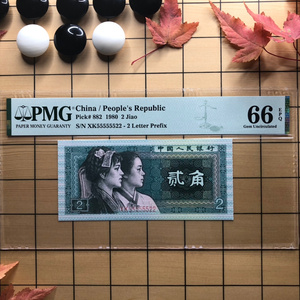 PMG
PAPER MONEY GUARANTY
China / People's Republic
Pick# 882 1980 2 Jiao
S/N XK55555522 - 2 Letter Prefix
66 EPQ
Gem Uncirculated
中国人民银行
贰角
2
2